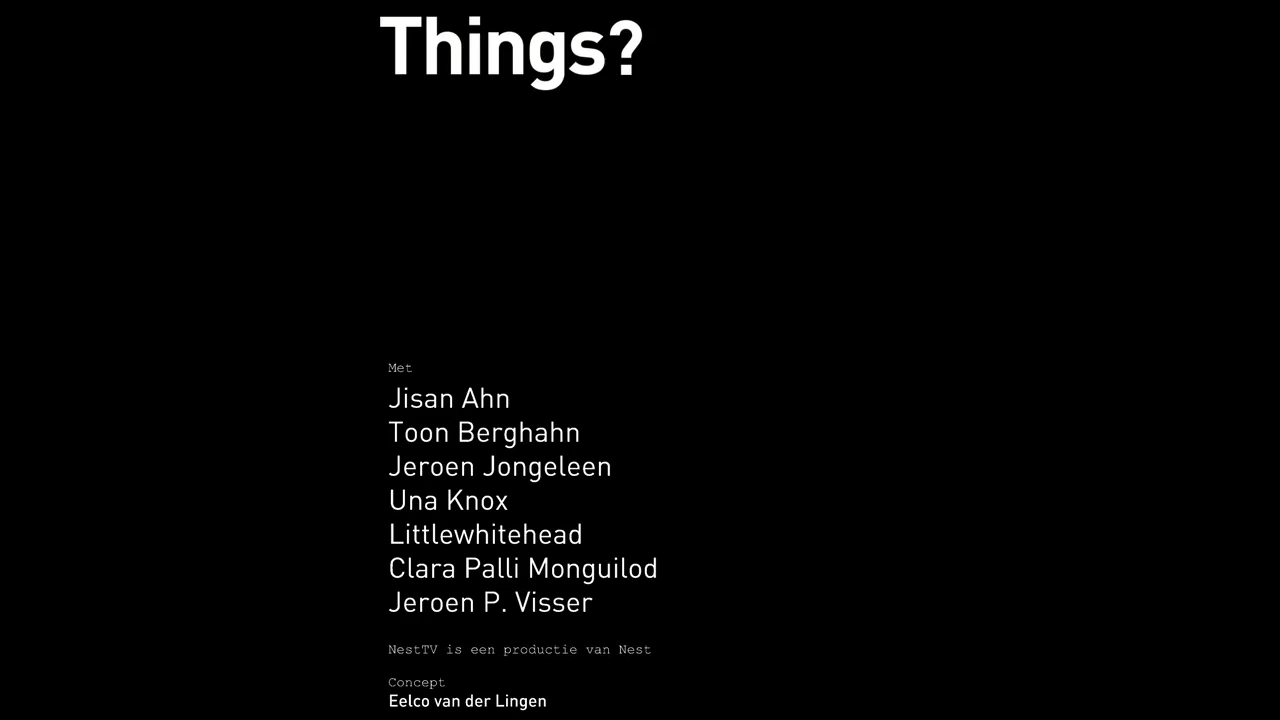 Things?
Met
Jisan Ahn
Toon Berghahn
Jeroen Jongeleen
Una Knox
Littlewhitehead
Clara Palli Monguilod
Jeroen P. Visser
NestTV is een productie van Nest
Concept
Eelco van der Lingen